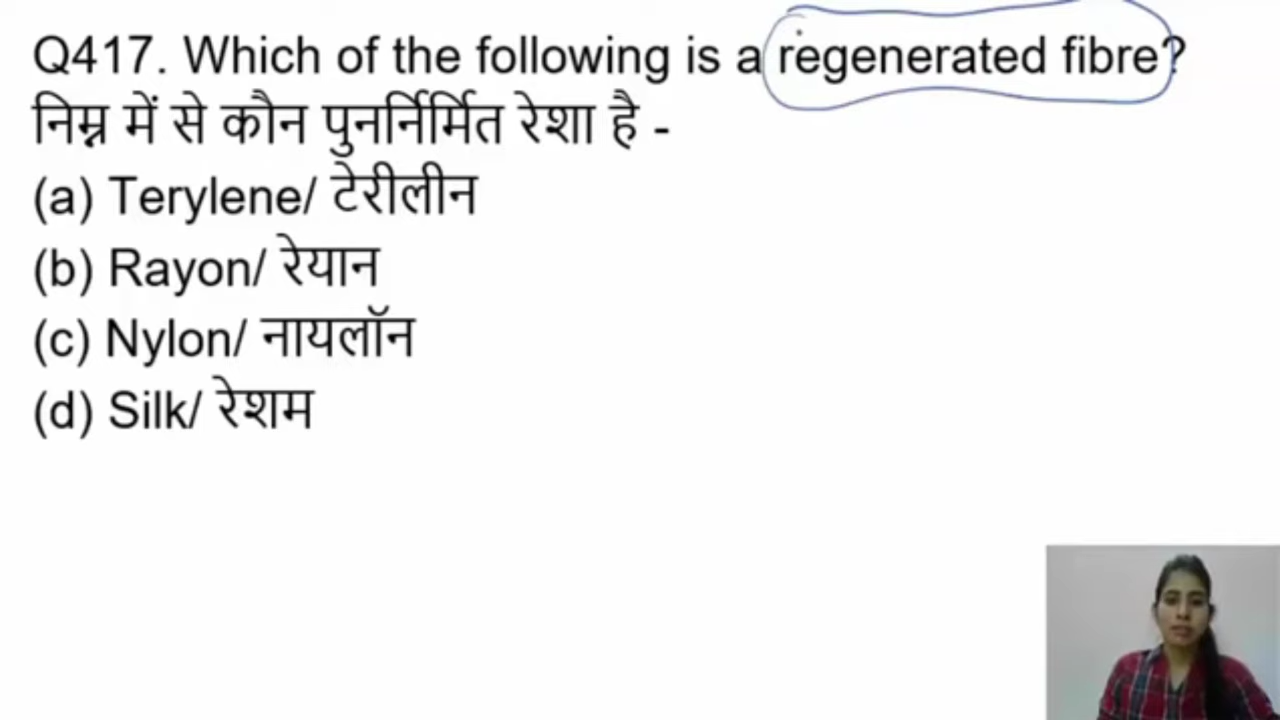 Q417. Which of the following is a regenerated fibre?
निम्न में से कौन पुनर्निर्मित रेशा है -
(a) Terylene/ टेरीलीन
(b) Rayon/ रेयान
(c) Nylon/ नायलॉन
(d) Silk/ रेशम